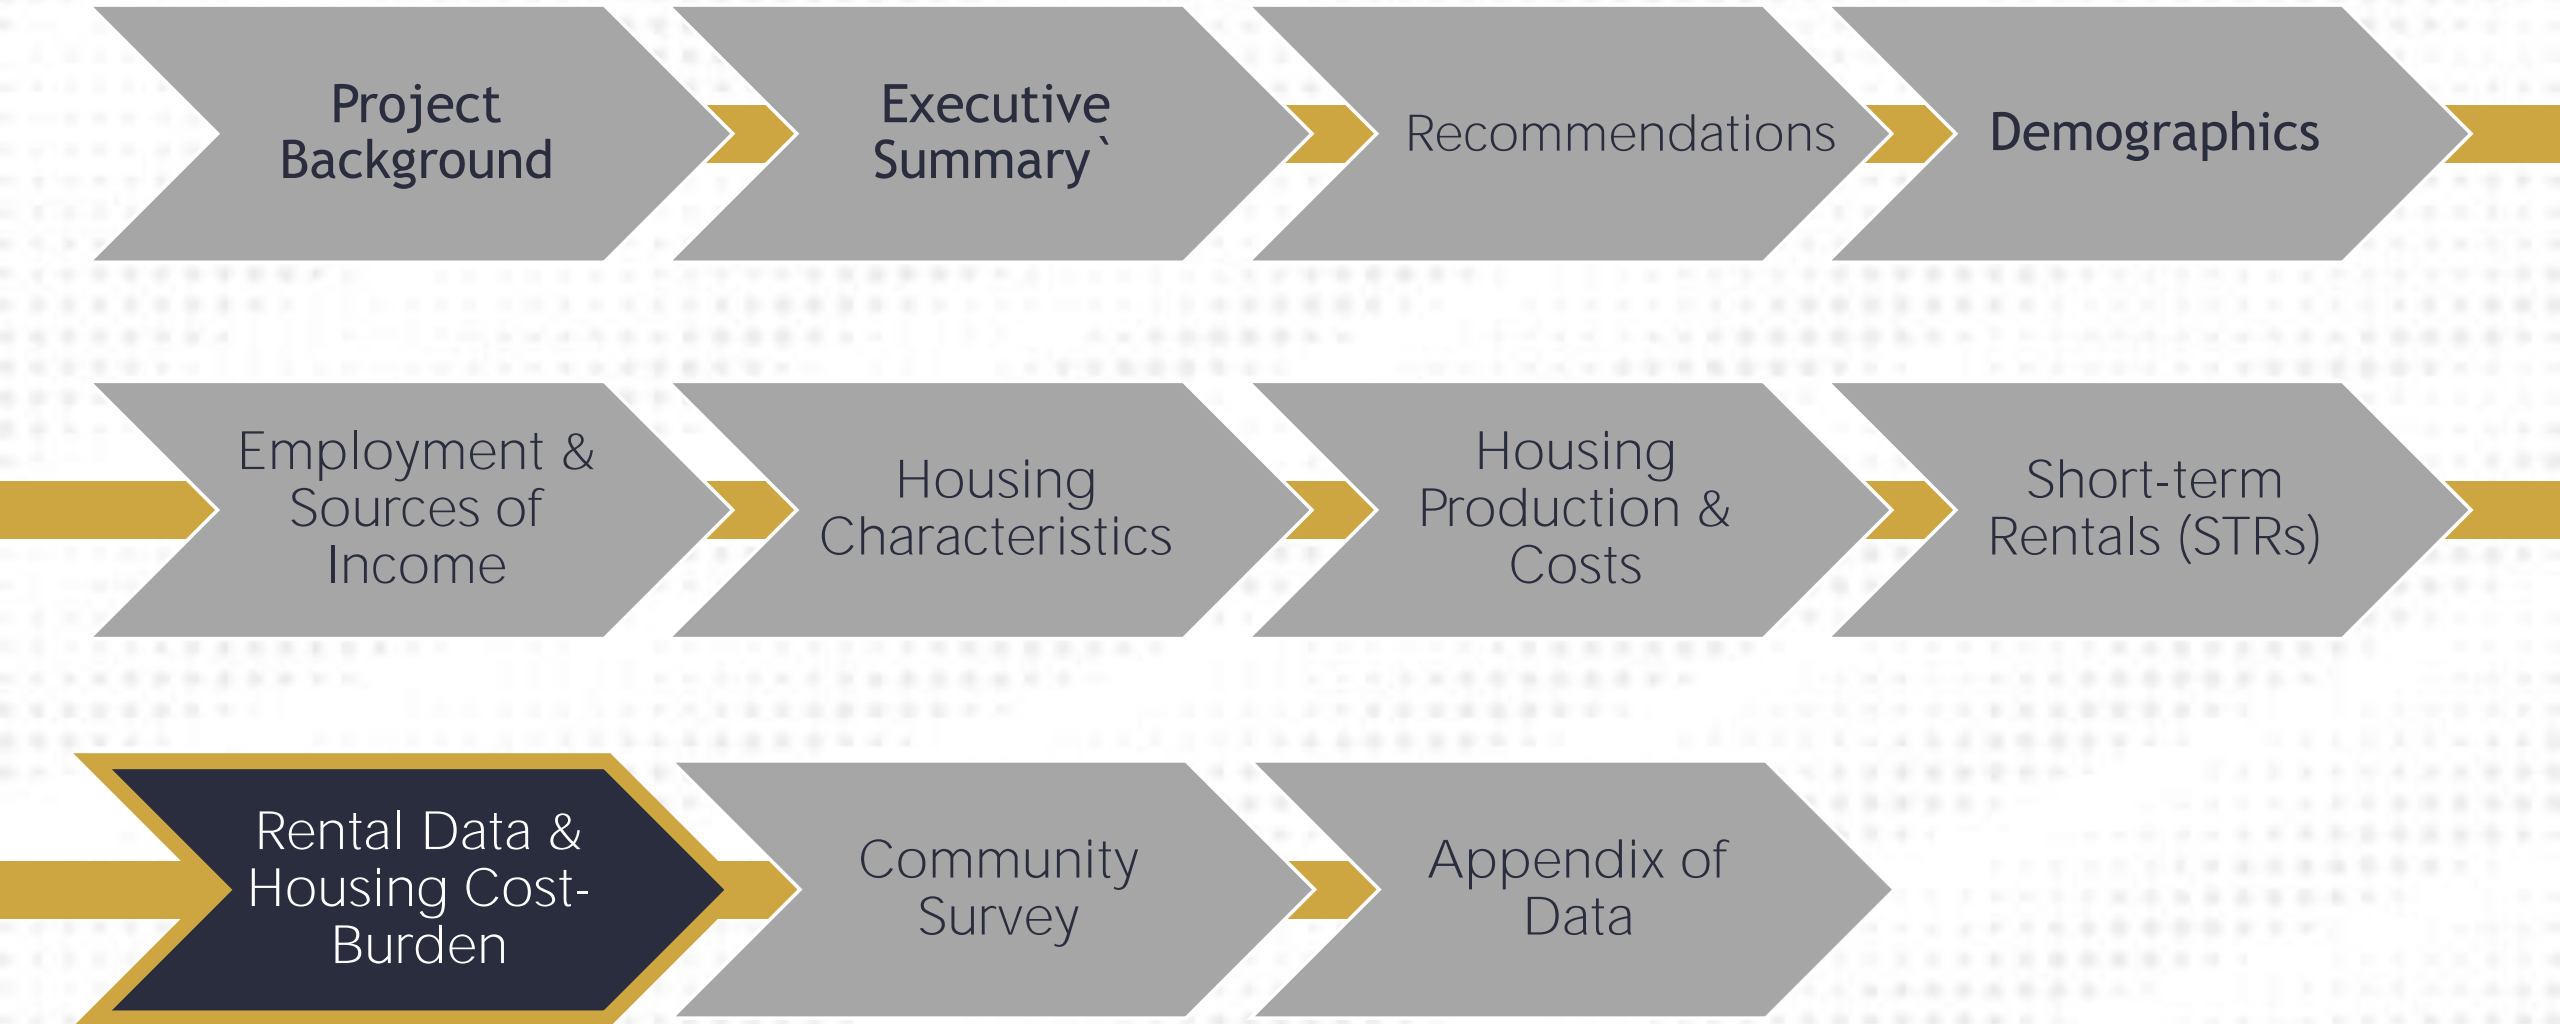 Project
Background
Executive
Summary`
Recommendations
Demographics
Employment &
Sources of
Income
Housing
Characteristics
Housing
Production &
Costs
Short-term
Rentals (STRs)
Rental Data &
Housing Cost-
Burden
Community
Survey
Appendix of
Data